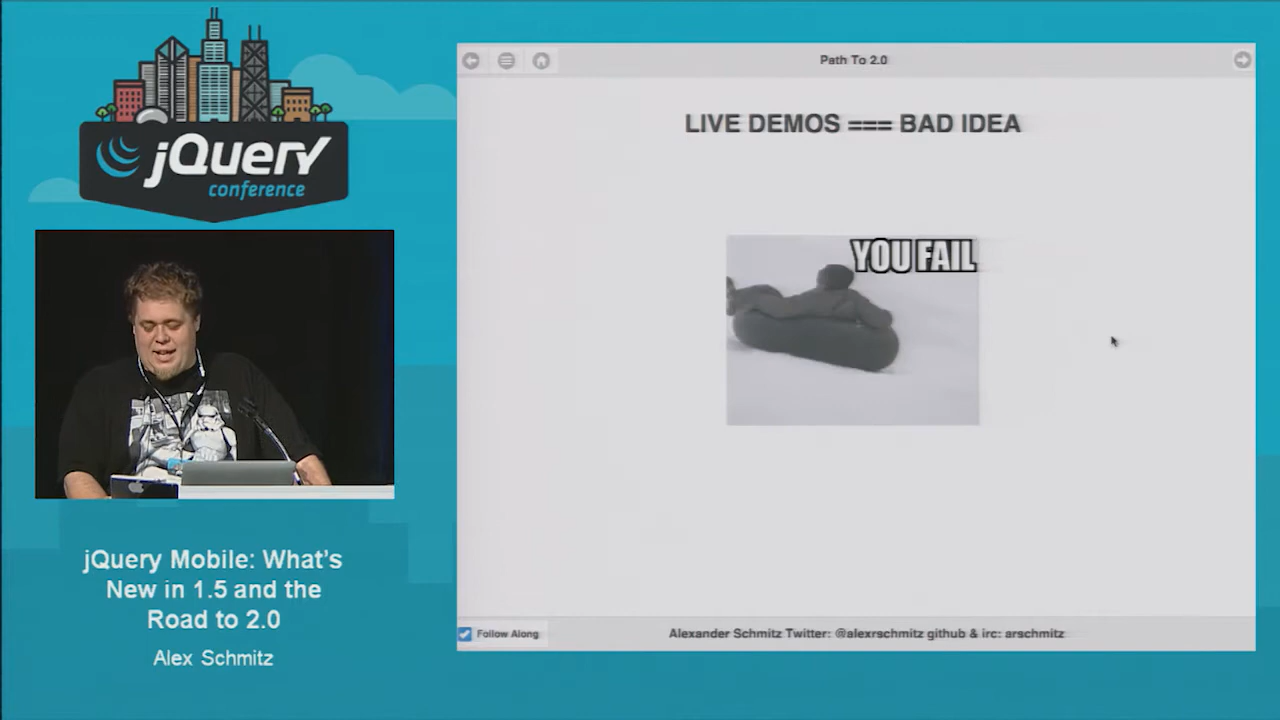 jQuery
conference
jQuery Mobile: What's
New in 1.5 and the
Road to 2.0
Alex Schmitz
Path To 2.0
LIVE DEMOS === BAD IDEA
YOU FAIL
Follow Along
Alexander Schmitz Twitter: @alexrschmitz github & irc: arschmitz